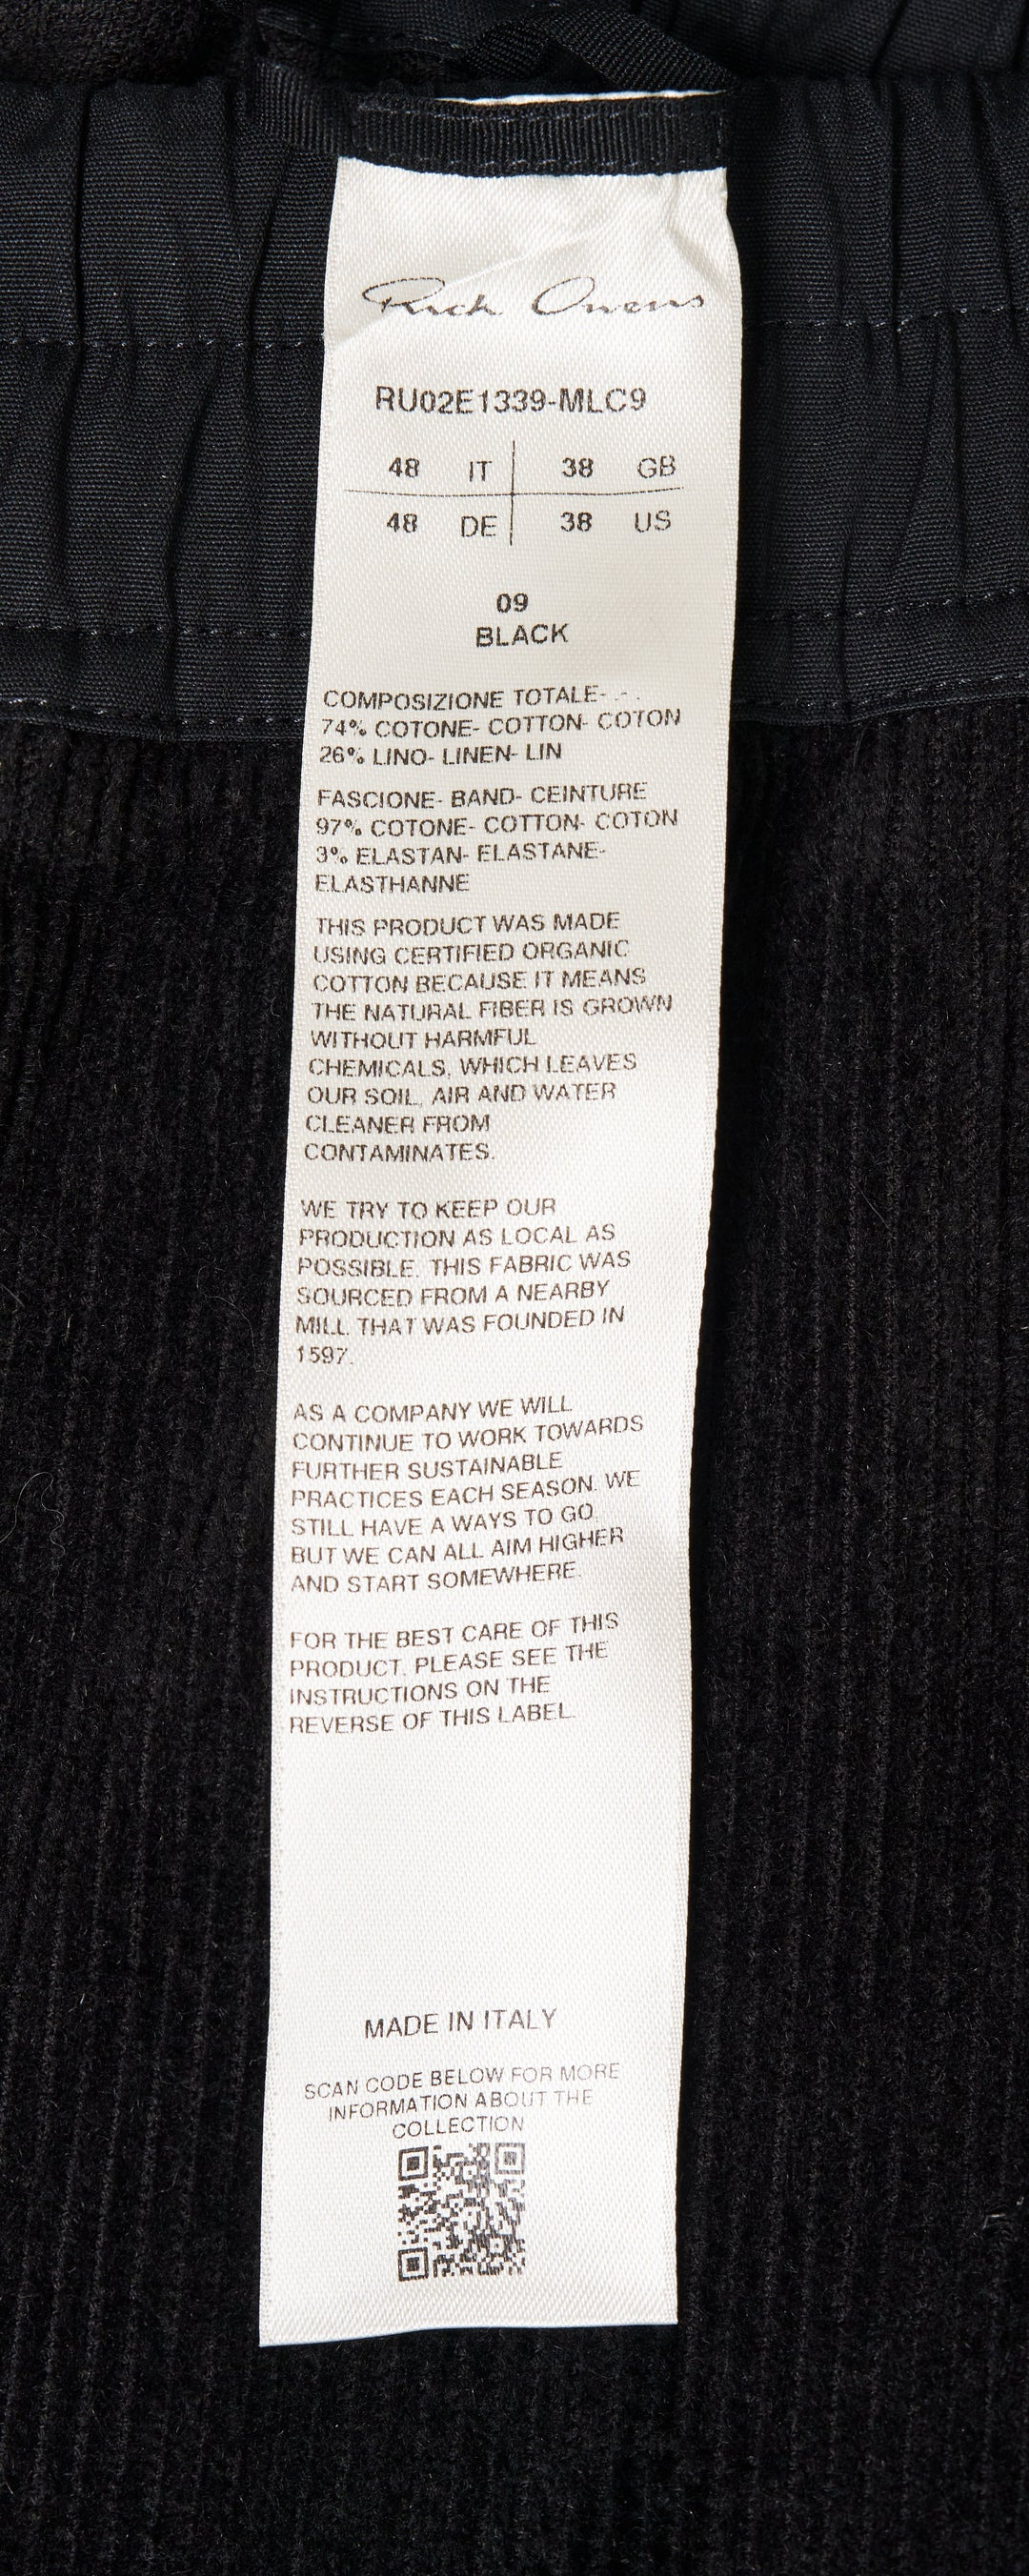 Rick Owens
RU02E1339-MLC9
48 IT 38 GB
48 DE 38 US
09
BLACK
COMPOSIZIONE TOTALE- .- .
74% COTONE- COTTON- COTON
26% LINO- LINEN- LIN
FASCIONE- BAND- CEINTURE
97% COTONE- COTTON- COTON
3% ELASTAN- ELASTANE-
ELASTHANNE
THIS PRODUCT WAS MADE
USING CERTIFIED ORGANIC
COTTON BECAUSE IT MEANS
THE NATURAL FIBER IS GROWN
WITHOUT HARMFUL
CHEMICALS, WHICH LEAVES
OUR SOIL, AIR AND WATER
CLEANER FROM
CONTAMINATES.
WE TRY TO KEEP OUR
PRODUCTION AS LOCAL AS
POSSIBLE. THIS FABRIC WAS
SOURCED FROM A NEARBY
MILL THAT WAS FOUNDED IN
1597.
AS A COMPANY WE WILL
CONTINUE TO WORK TOWARDS
FURTHER SUSTAINABLE
PRACTICES EACH SEASON. WE
STILL HAVE A WAYS TO GO
BUT WE CAN ALL AIM HIGHER
AND START SOMEWHERE.
FOR THE BEST CARE OF THIS
PRODUCT, PLEASE SEE THE
INSTRUCTIONS ON THE
REVERSE OF THIS LABEL.
MADE IN ITALY
SCAN CODE BELOW FOR MORE
INFORMATION ABOUT THE
COLLECTION